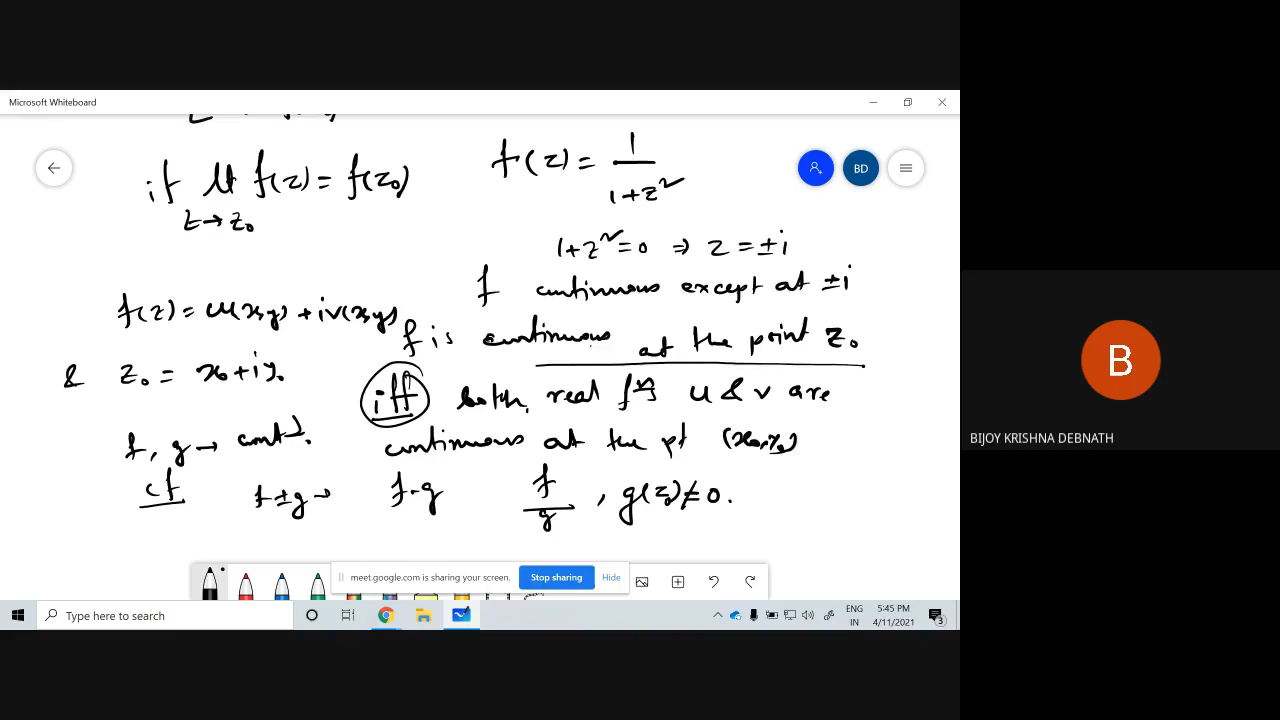 Microsoft Whiteboard
if lt f(z) = f(z₀)
z → z₀
f(z) = 1/(1+z²)
1+z² = 0 ⇒ z = ±i
f continuous except at ±i
f(z) = u(x,y) + iv(x,y)
& z₀ = x₀ + iy₀
f is continuous at the point z₀
iff both real fⁿs u & v are
continuous at the pt (x₀,y₀)
f, g → contd.
cf f ± g → f·g f/g , g(z₀) ≠ 0.
BD
B
BIJOY KRISHNA DEBNATH
meet.google.com is sharing your screen. Stop sharing Hide
Type here to search
ENG
IN
5:45 PM
4/11/2021
3